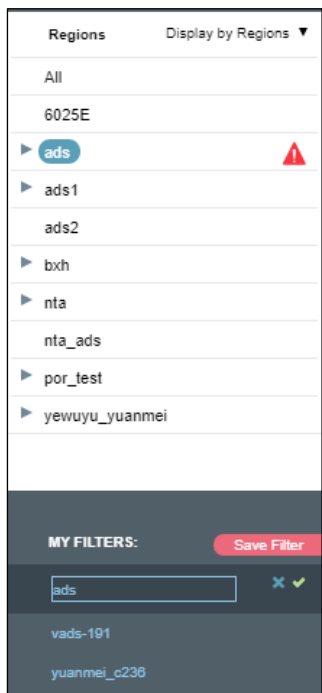 Regions Display by Regions ▼
All
6025E
ads
ads1
ads2
bxh
nta
nta_ads
por_test
yewuyu_yuanmei
MY FILTERS: Save Filter
ads
vads-191
yuanmei_c236